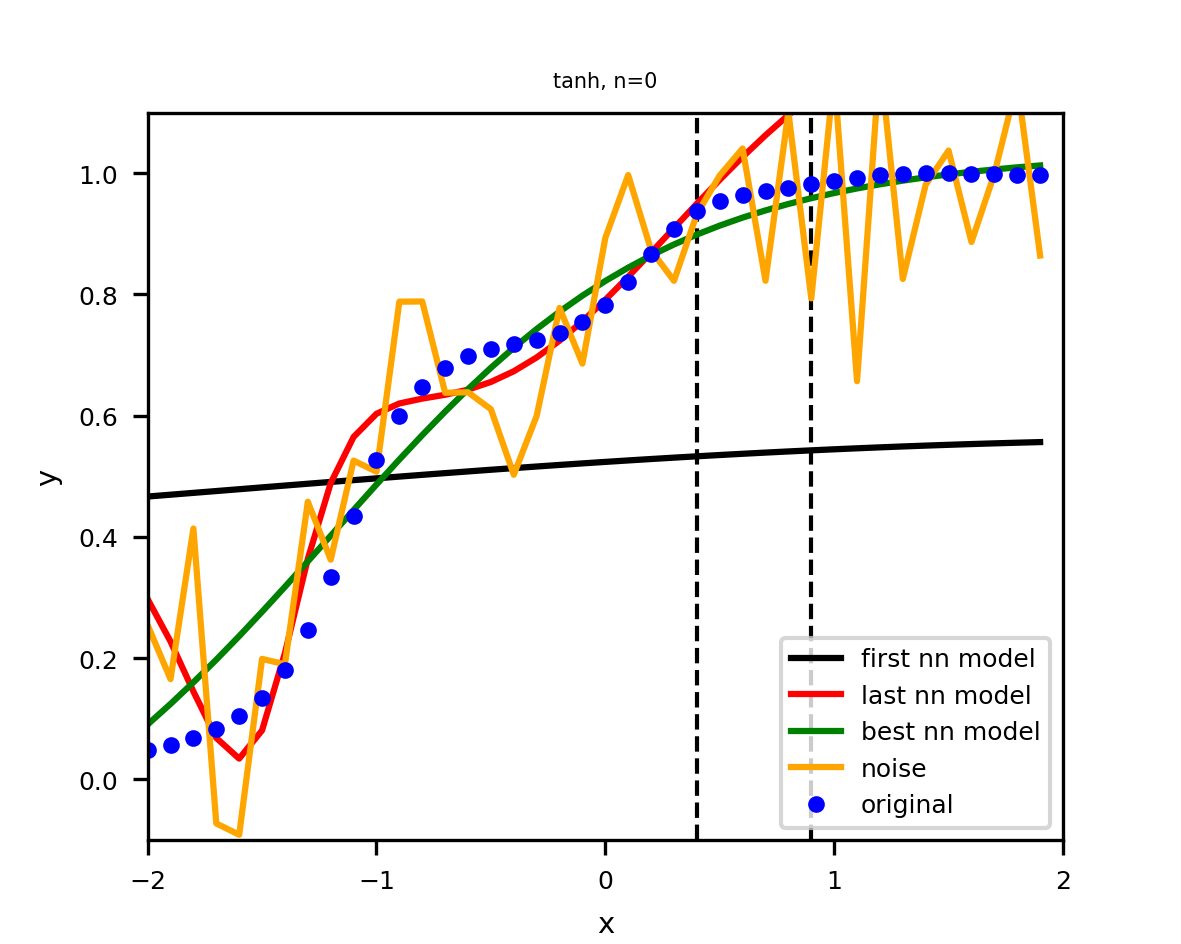 tanh, n=0
y
1.0
0.8
0.6
0.4
0.2
0.0
−2
−1
0
1
2
x
first nn model
last nn model
best nn model
noise
original